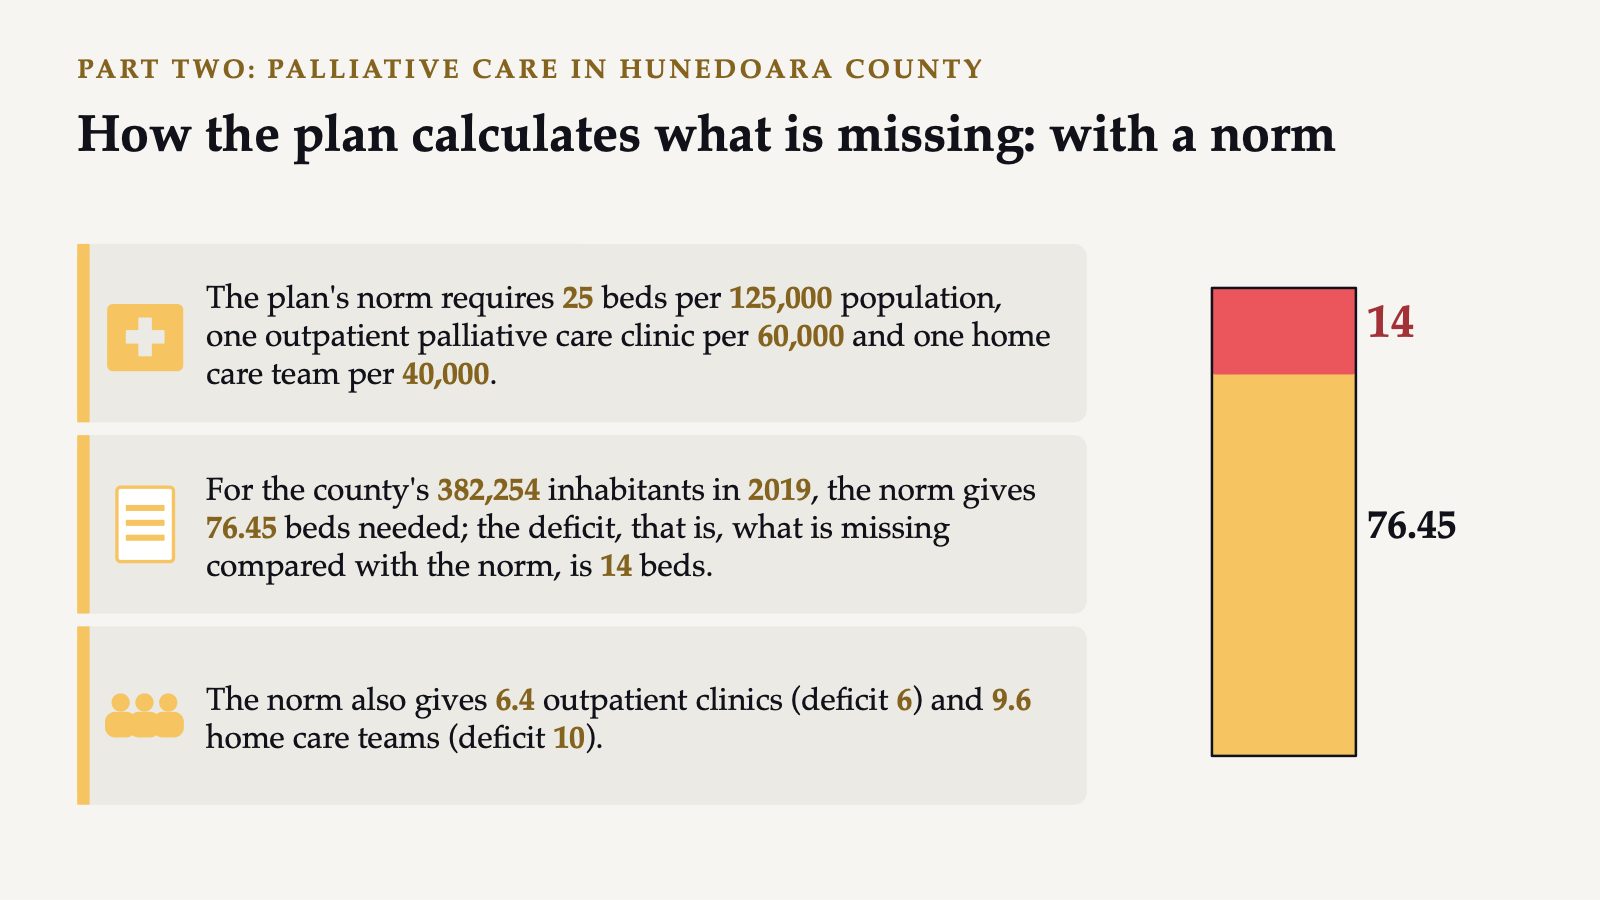 PART TWO: PALLIATIVE CARE IN HUNEDOARA COUNTY
How the plan calculates what is missing: with a norm
The plan's norm requires 25 beds per 125,000 population,
one outpatient palliative care clinic per 60,000 and one home
care team per 40,000.
For the county's 382,254 inhabitants in 2019, the norm gives
76.45 beds needed; the deficit, that is, what is missing
compared with the norm, is 14 beds.
The norm also gives 6.4 outpatient clinics (deficit 6) and 9.6
home care teams (deficit 10).
14
76.45